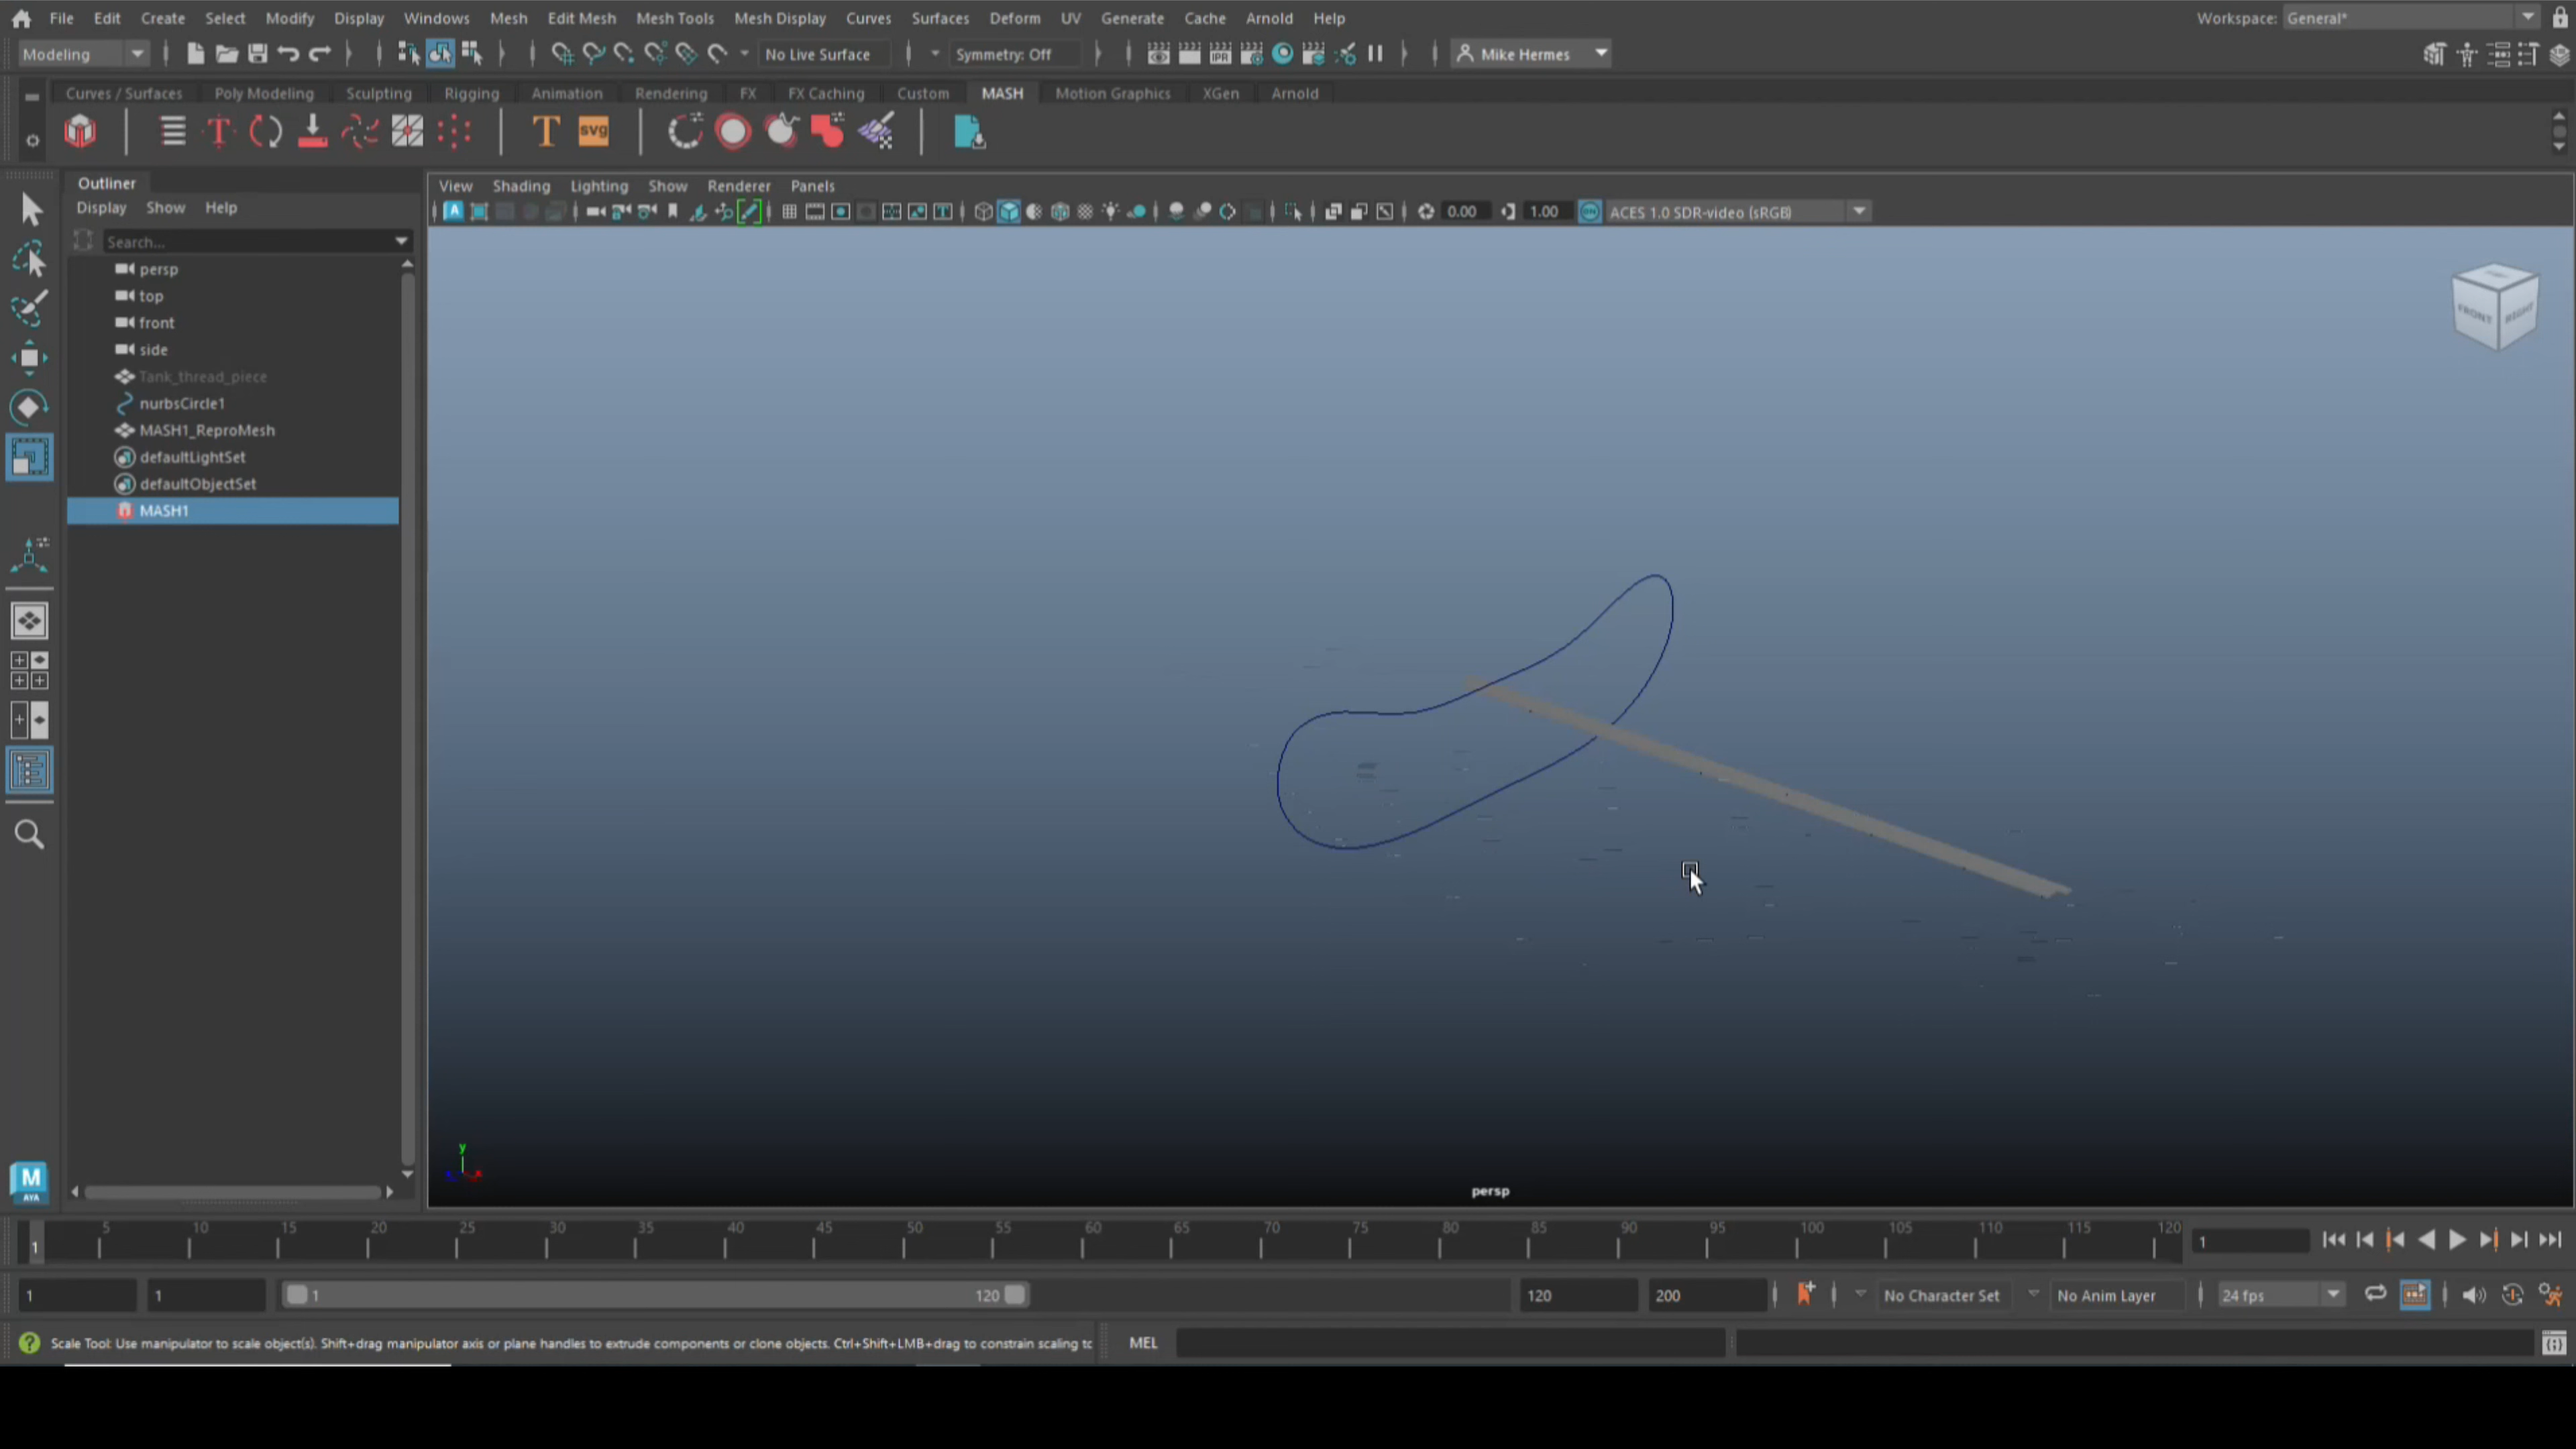 File Edit Create Select Modify Display Windows Mesh Edit Mesh Mesh Tools Mesh Display Curves Surfaces Deform UV Generate Cache Arnold Help Workspace: General*
Modeling No Live Surface Symmetry: Off IPR Mike Hermes
Curves / Surfaces Poly Modeling Sculpting Rigging Animation Rendering FX FX Caching Custom MASH Motion Graphics XGen Arnold
T T svg
Outliner
View Shading Lighting Show Renderer Panels
Display Show Help
0.00 1.00 ACES 1.0 SDR-video (sRGB)
Search...
persp
top
front
side
Tank_thread_piece
nurbsCircle1
MASH1_ReproMesh
defaultLightSet
defaultObjectSet
MASH1
FRONT RIGHT
y
M
AYA
persp
5 10 15 20 25 30 35 40 45 50 55 60 65 70 75 80 85 90 95 100 105 110 115 120
1 1
1 1 1 120 120 200 No Character Set No Anim Layer 24 fps
Scale Tool: Use manipulator to scale object(s). Shift+drag manipulator axis or plane handles to extrude components or clone objects. Ctrl+Shift+LMB+drag to constrain scaling to MEL